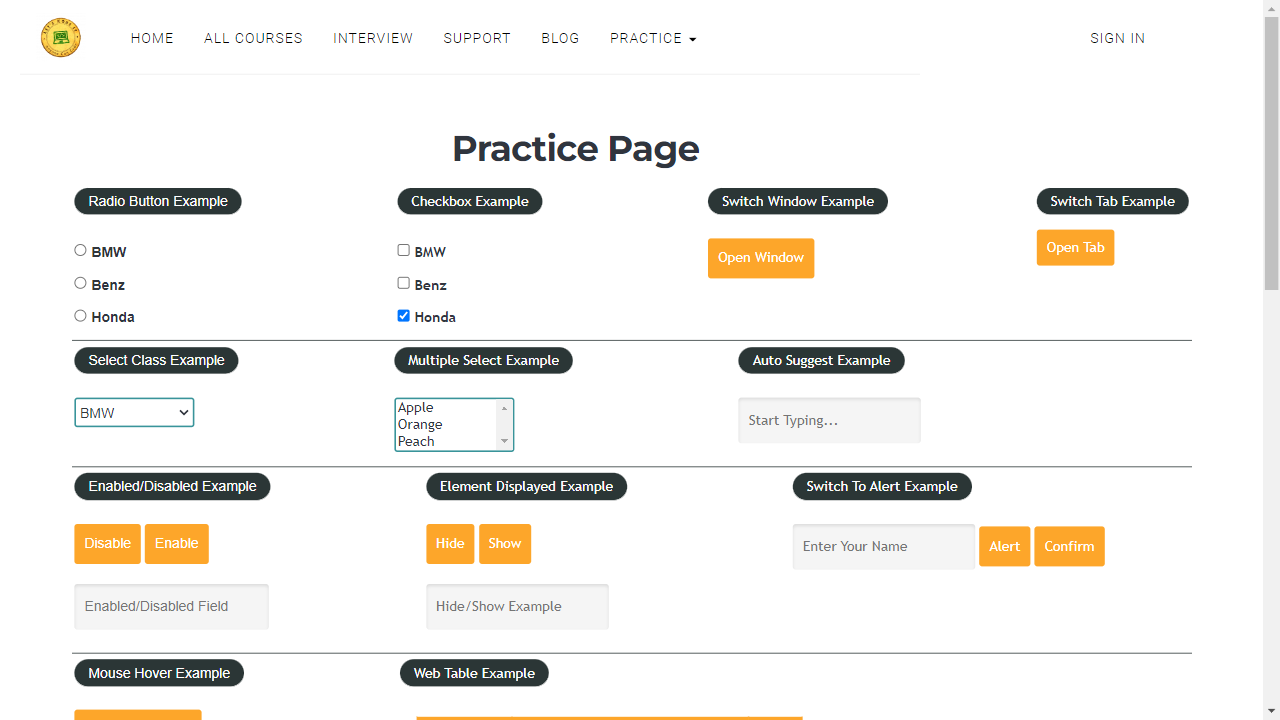 HOME ALL COURSES INTERVIEW SUPPORT BLOG PRACTICE SIGN IN
Practice Page
Radio Button Example Checkbox Example Switch Window Example Switch Tab Example
BMW BMW Open Window Open Tab
Benz Benz
Honda Honda
Select Class Example Multiple Select Example Auto Suggest Example
BMW Apple Start Typing...
Orange
Peach
Enabled/Disabled Example Element Displayed Example Switch To Alert Example
Disable Enable Hide Show Enter Your Name Alert Confirm
Enabled/Disabled Field Hide/Show Example
Mouse Hover Example Web Table Example